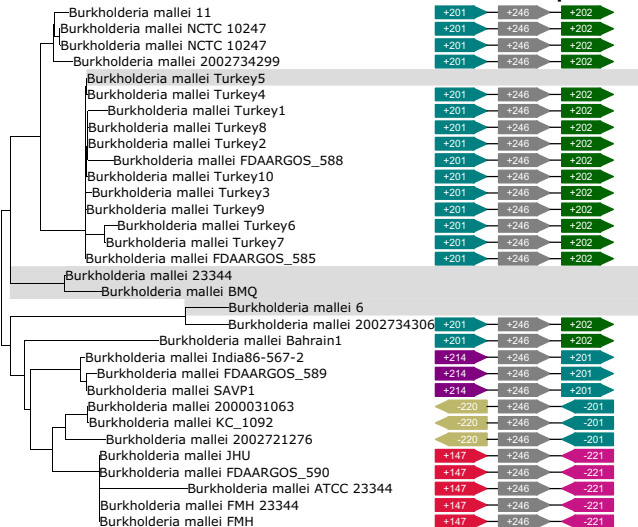 Burkholderia mallei 11 +201 +246 +202
Burkholderia mallei NCTC 10247 +201 +246 +202
Burkholderia mallei NCTC 10247 +201 +246 +202
Burkholderia mallei 2002734299 +201 +246 +202
Burkholderia mallei Turkey5
Burkholderia mallei Turkey4 +201 +246 +202
Burkholderia mallei Turkey1 +201 +246 +202
Burkholderia mallei Turkey8 +201 +246 +202
Burkholderia mallei Turkey2 +201 +246 +202
Burkholderia mallei FDAARGOS_588 +201 +246 +202
Burkholderia mallei Turkey10 +201 +246 +202
Burkholderia mallei Turkey3 +201 +246 +202
Burkholderia mallei Turkey9 +201 +246 +202
Burkholderia mallei Turkey6 +201 +246 +202
Burkholderia mallei Turkey7 +201 +246 +202
Burkholderia mallei FDAARGOS_585 +201 +246 +202
Burkholderia mallei 23344
Burkholderia mallei BMQ
Burkholderia mallei 6
Burkholderia mallei 2002734306 +201 +246 +202
Burkholderia mallei Bahrain1 +201 +246 +202
Burkholderia mallei India86-567-2 +214 +246 +201
Burkholderia mallei FDAARGOS_589 +214 +246 +201
Burkholderia mallei SAVP1 +214 +246 +201
Burkholderia mallei 2000031063 -220 +246 -201
Burkholderia mallei KC_1092 -220 +246 -201
Burkholderia mallei 2002721276 -220 +246 -201
Burkholderia mallei JHU +147 +246 -221
Burkholderia mallei FDAARGOS_590 +147 +246 -221
Burkholderia mallei ATCC 23344 +147 +246 -221
Burkholderia mallei FMH 23344 +147 +246 -221
Burkholderia mallei FMH +147 +246 -221